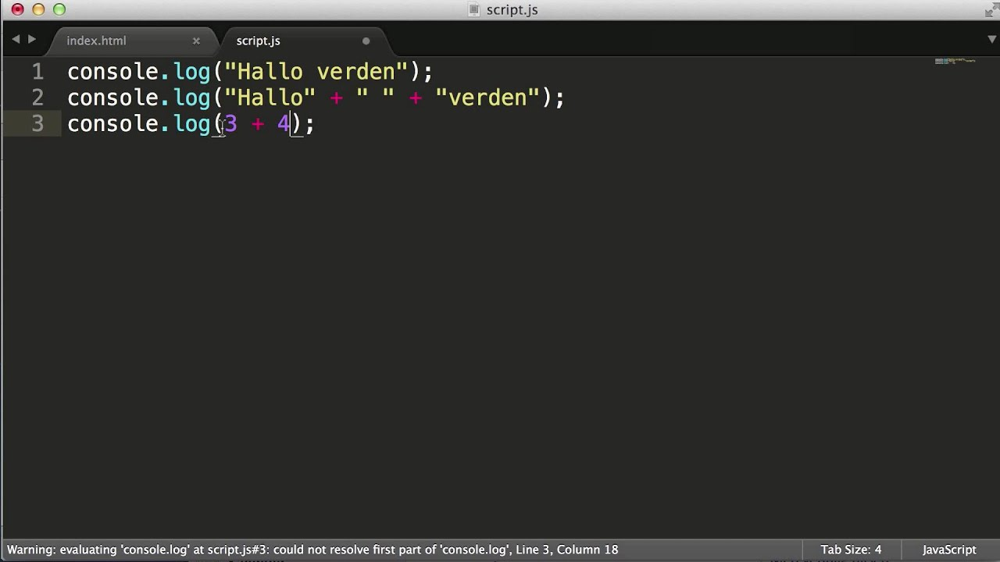 script.js
index.html
script.js
1 console.log("Hallo verden");
2 console.log("Hallo" + " " + "verden");
3 console.log(3 + 4);
Warning: evaluating 'console.log' at script.js#3: could not resolve first part of 'console.log', Line 3, Column 18
Tab Size: 4
JavaScript